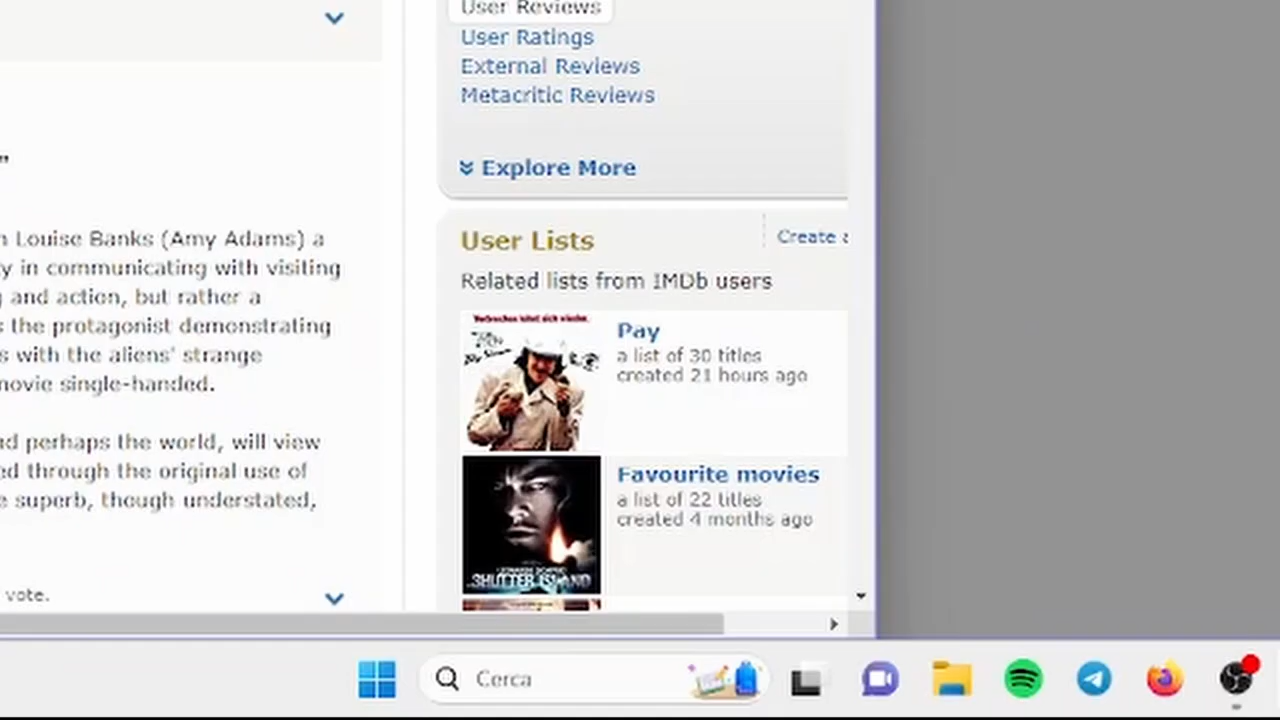 User Reviews
User Ratings
External Reviews
Metacritic Reviews
Explore More
"
Louise Banks (Amy Adams) a
in communicating with visiting
and action, but rather a
the protagonist demonstrating
with the aliens' strange
movie single-handed.
perhaps the world, will view
through the original use of
superb, though understated,
vote.
User Lists
Create
Related lists from IMDb users
Pay
a list of 30 titles
created 21 hours ago
Favourite movies
a list of 22 titles
created 4 months ago
SHUTTER ISLAND
Cerca